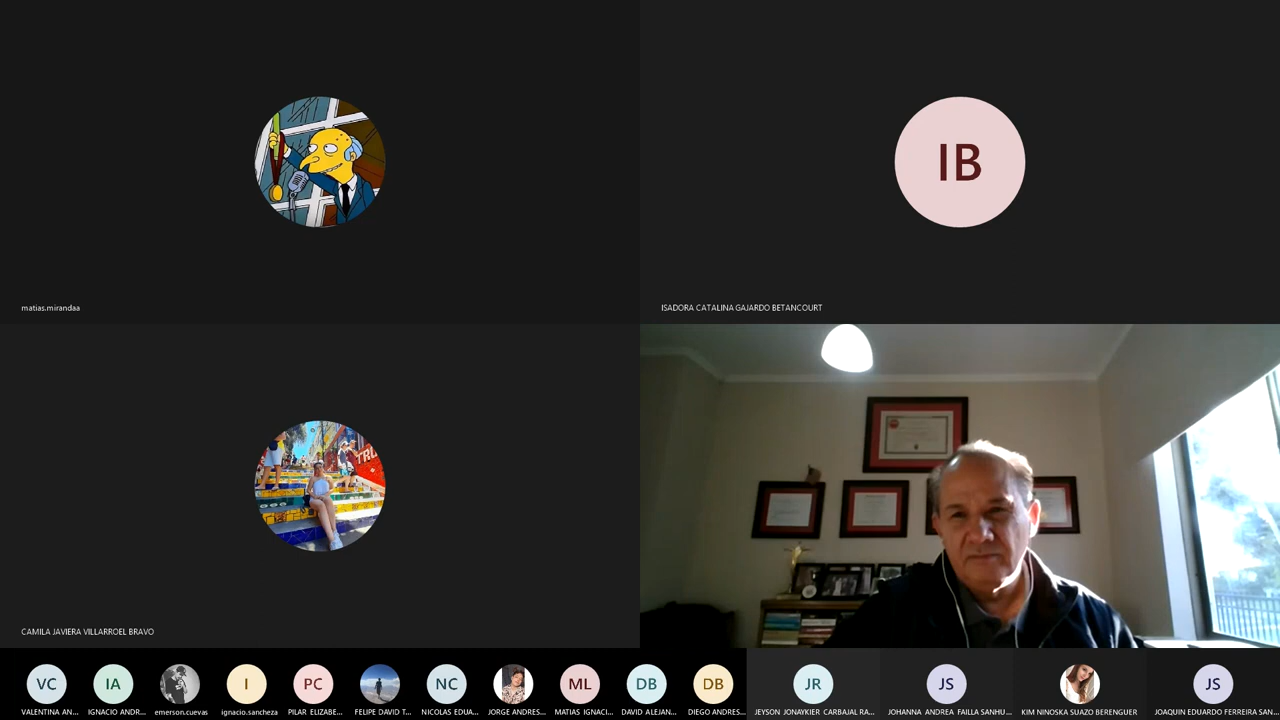 IB
matias.mirandaa
ISADORA CATALINA GAJARDO BETANCOURT
TRU
CAMILA JAVIERA VILLARROEL BRAVO
VC
IA
I
PC
NC
ML
DB
DB
JR
JS
JS
VALENTINA AN...
IGNACIO ANDR...
emerson.cuevas
ignacio.sancheza
PILAR ELIZABE...
FELIPE DAVID T...
NICOLAS EDUA...
JORGE ANDRES...
MATIAS IGNACI...
DAVID ALEJAN...
DIEGO ANDRES...
JEYSON JONAYKIER CARBAJAL RA...
JOHANNA ANDREA FAILLA SANHU...
KIM NINOSKA SUAZO BERENGUER
JOAQUIN EDUARDO FERREIRA SAN...